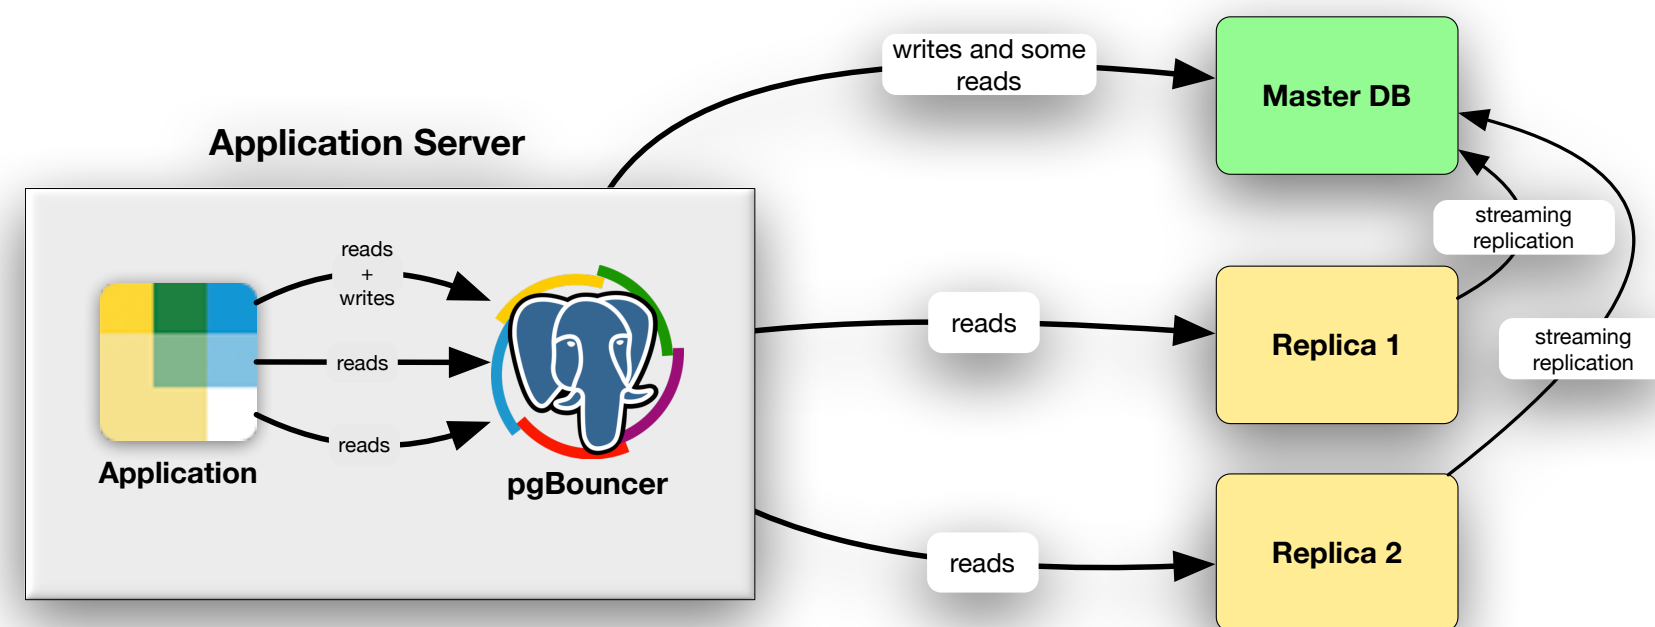 writes and some
reads
Master DB
Application Server
streaming
replication
reads
+
writes
reads
reads
Application
pgBouncer
reads
Replica 1
streaming
replication
reads
Replica 2